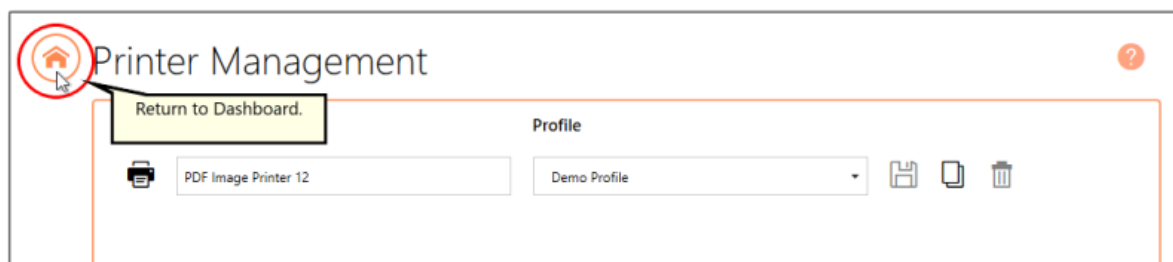 Printer Management
?
Return to Dashboard.
Profile
PDF Image Printer 12
Demo Profile